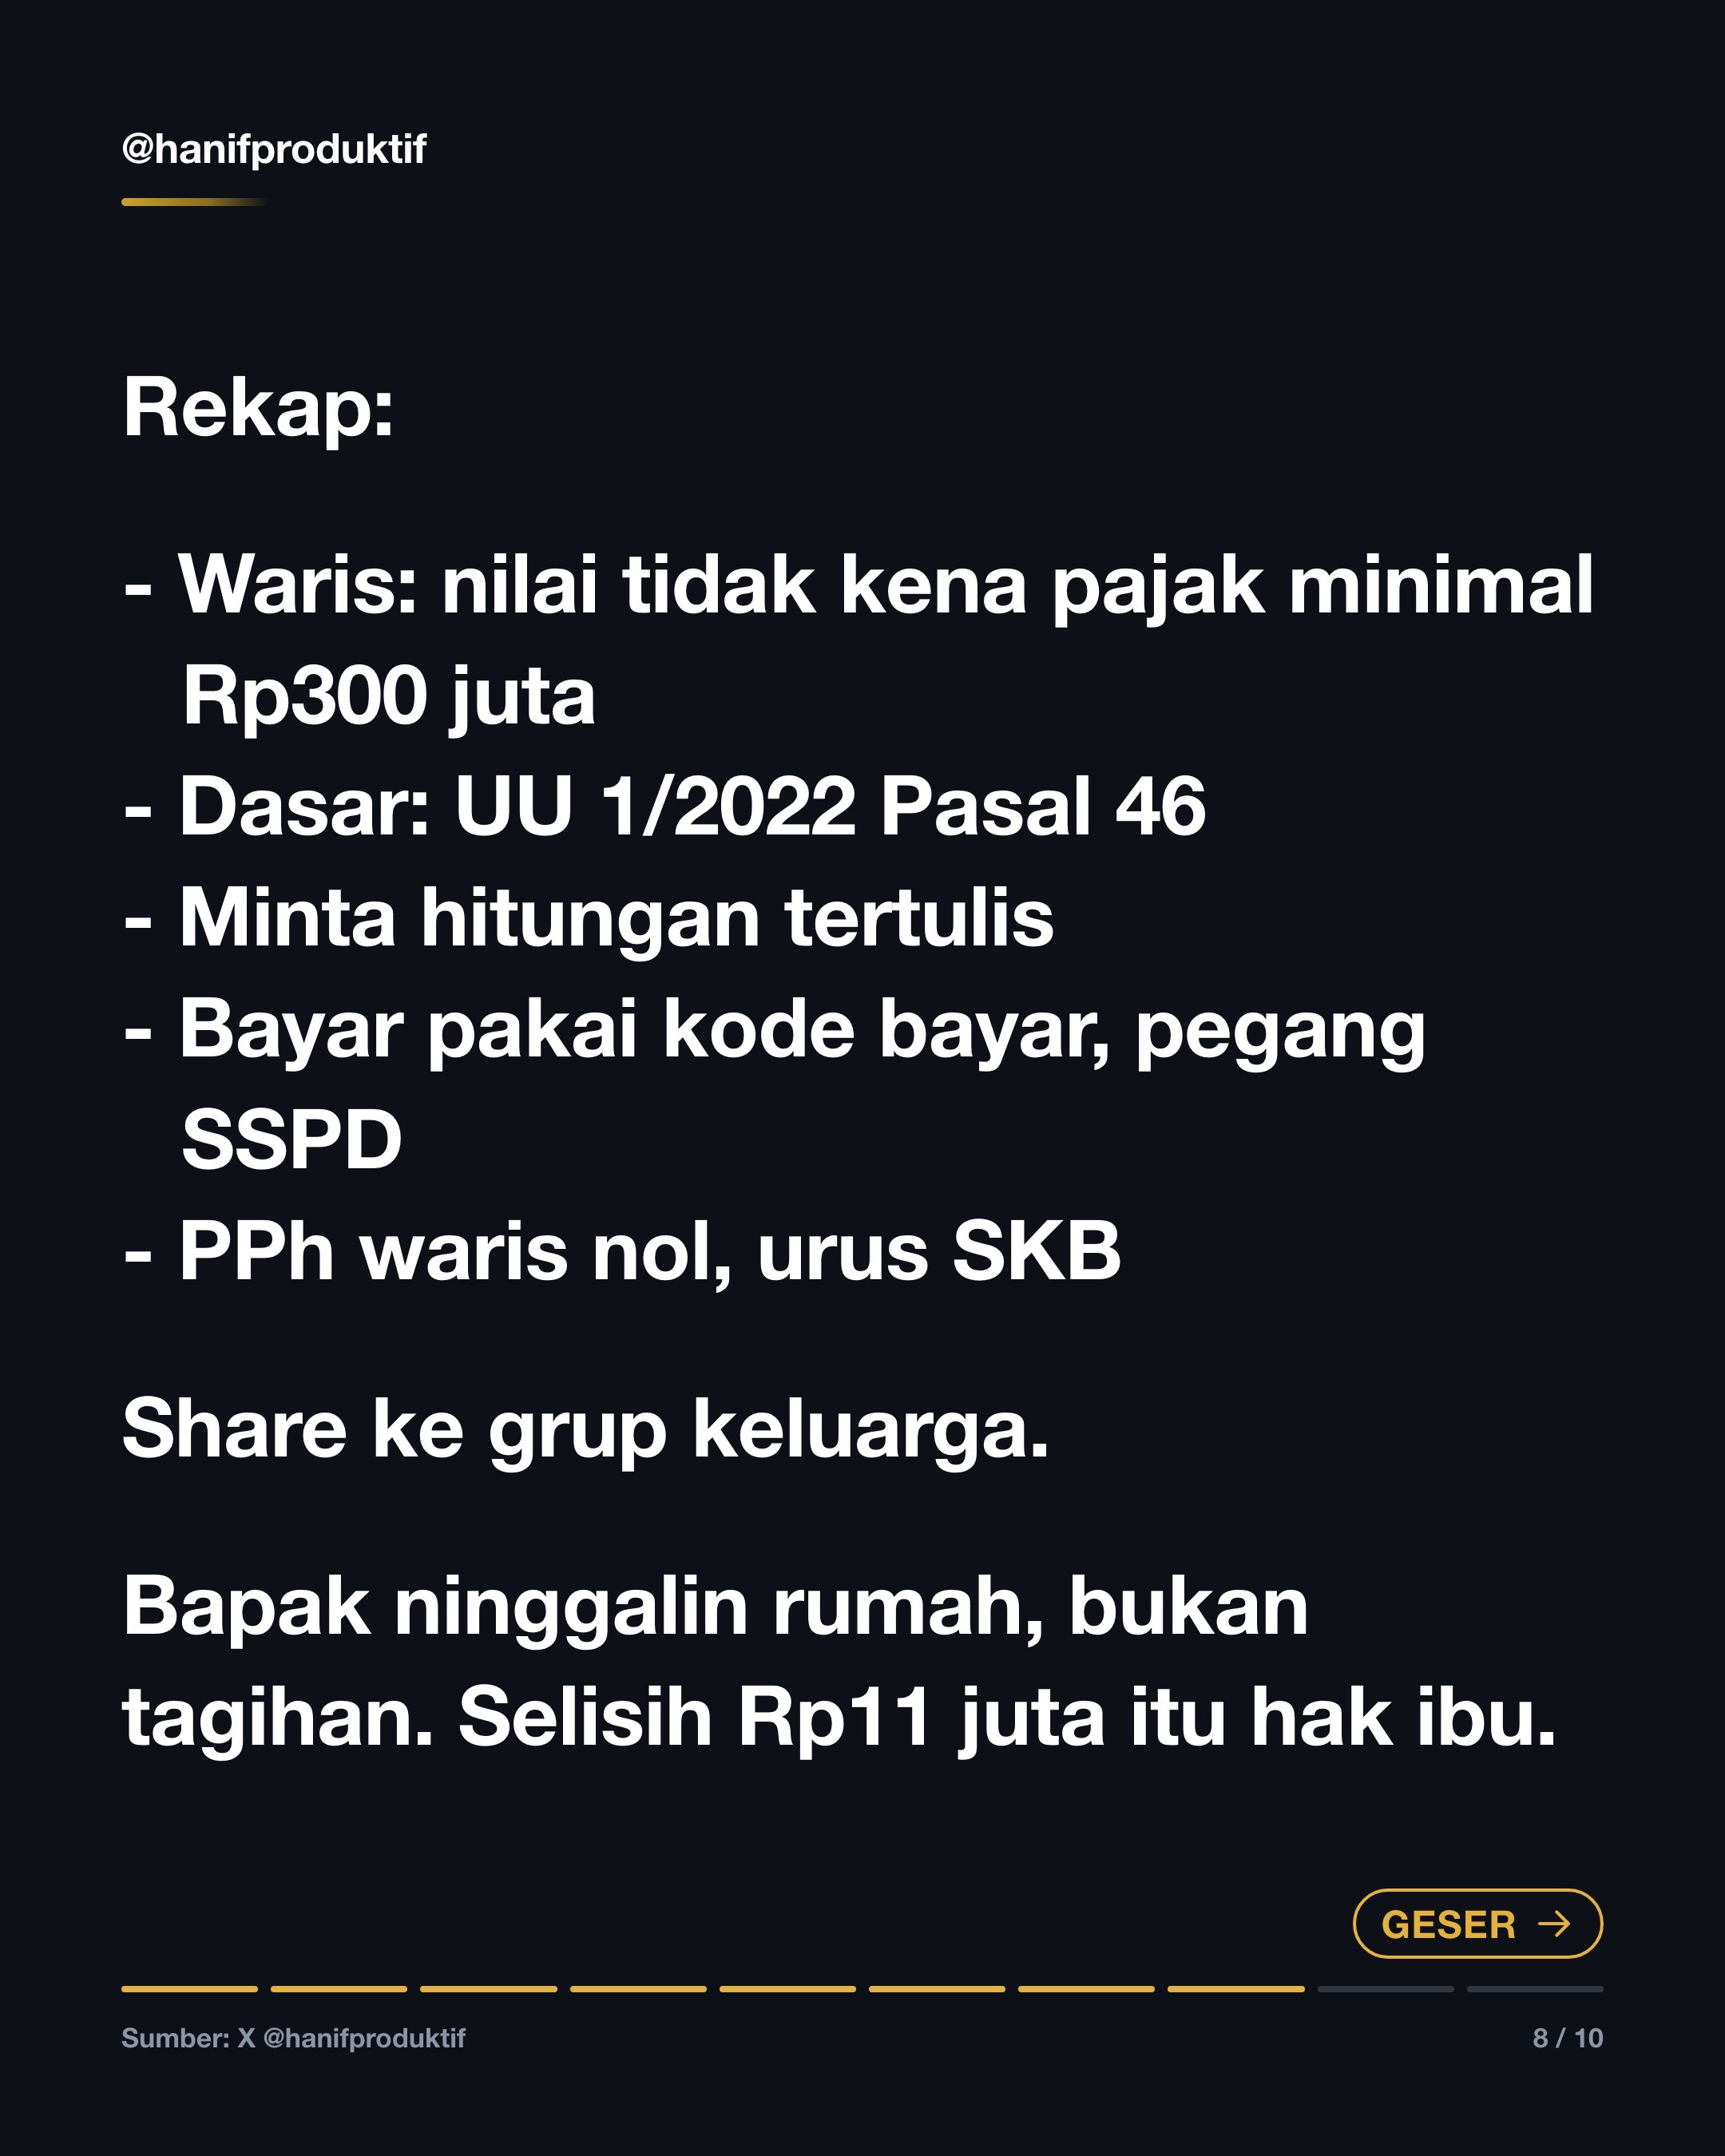 @hanifproduktif
Rekap:
- Waris: nilai tidak kena pajak minimal
Rp300 juta
- Dasar: UU 1/2022 Pasal 46
- Minta hitungan tertulis
- Bayar pakai kode bayar, pegang
SSPD
- PPh waris nol, urus SKB
Share ke grup keluarga.
Bapak ninggalin rumah, bukan
tagihan. Selisih Rp11 juta itu hak ibu.
GESER →
Sumber: X @hanifproduktif
8 / 10